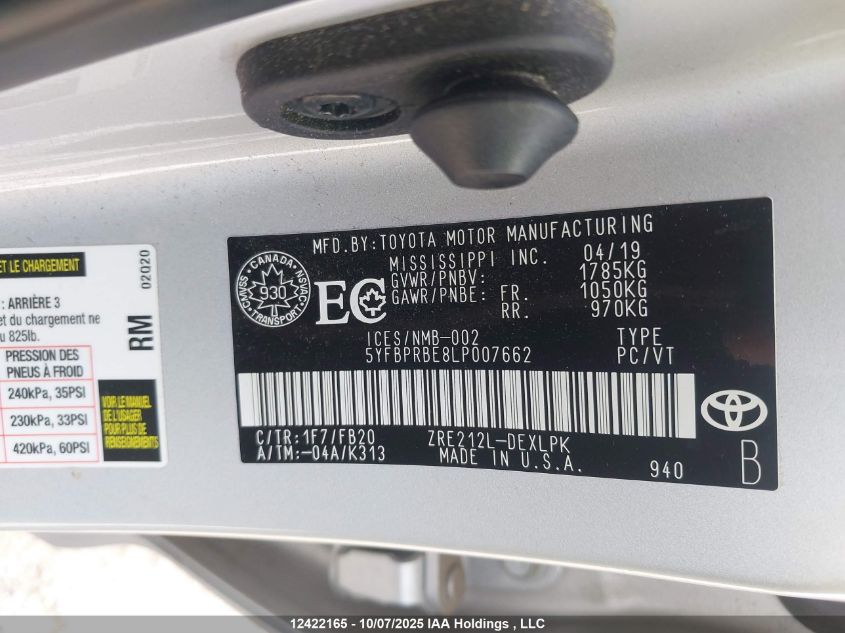 ET LE CHARGEMENT
: ARRIÈRE 3
et du chargement ne
u 825lb.
PRESSION DES
PNEUS À FROID
240kPa, 35PSI
230kPa, 33PSI
420kPa, 60PSI
02020
RM
VOIR LE MANUEL
DE L'USAGER
POUR PLUS DE
RENSEIGNEMENTS
MFD.BY:TOYOTA MOTOR MANUFACTURING
MISSISSIPPI INC. 04/19
GVWR/PNBV: 1785KG
GAWR/PNBE: FR. 1050KG
RR. 970KG
CANADA
CMVSS NSVAC
930
TRANSPORT
EC
ICES/NMB-002 TYPE
5YFBPRBE8LP007662 PC/VT
C/TR:1F7/FB20 ZRE212L-DEXLPK
A/TM:-04A/K313 MADE IN U.S.A.
940
B
12422165 - 10/07/2025 IAA Holdings , LLC